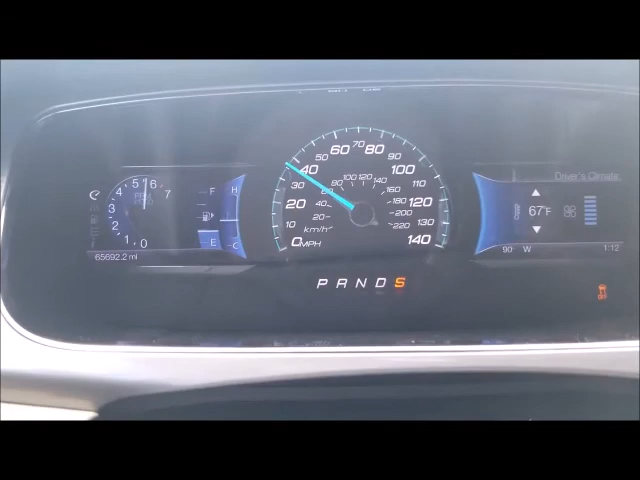 0 1 2 3 4 5 6 7
F
E
H
C
65692.2 mi
0 10 20 30 40 50 60 70 80 90 100 110 120 130 140
MPH
20 40 80 100 120 140 160 180 200 220
km/h
P R N D S
Driver's Climate
67°F
90° W
1:12